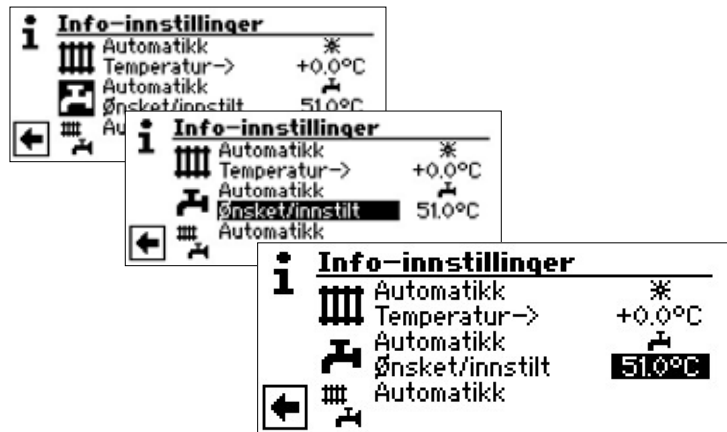 Info-innstillinger
Automatikk
Temperatur-> +0.0°C
Automatikk
Ønsket/innstilt 51.0°C
Au
Info-innstillinger
Automatikk
Temperatur-> +0.0°C
Automatikk
Ønsket/innstilt 51.0°C
Automatikk
Info-innstillinger
Automatikk
Temperatur-> +0.0°C
Automatikk
Ønsket/innstilt 51.0°C
Automatikk